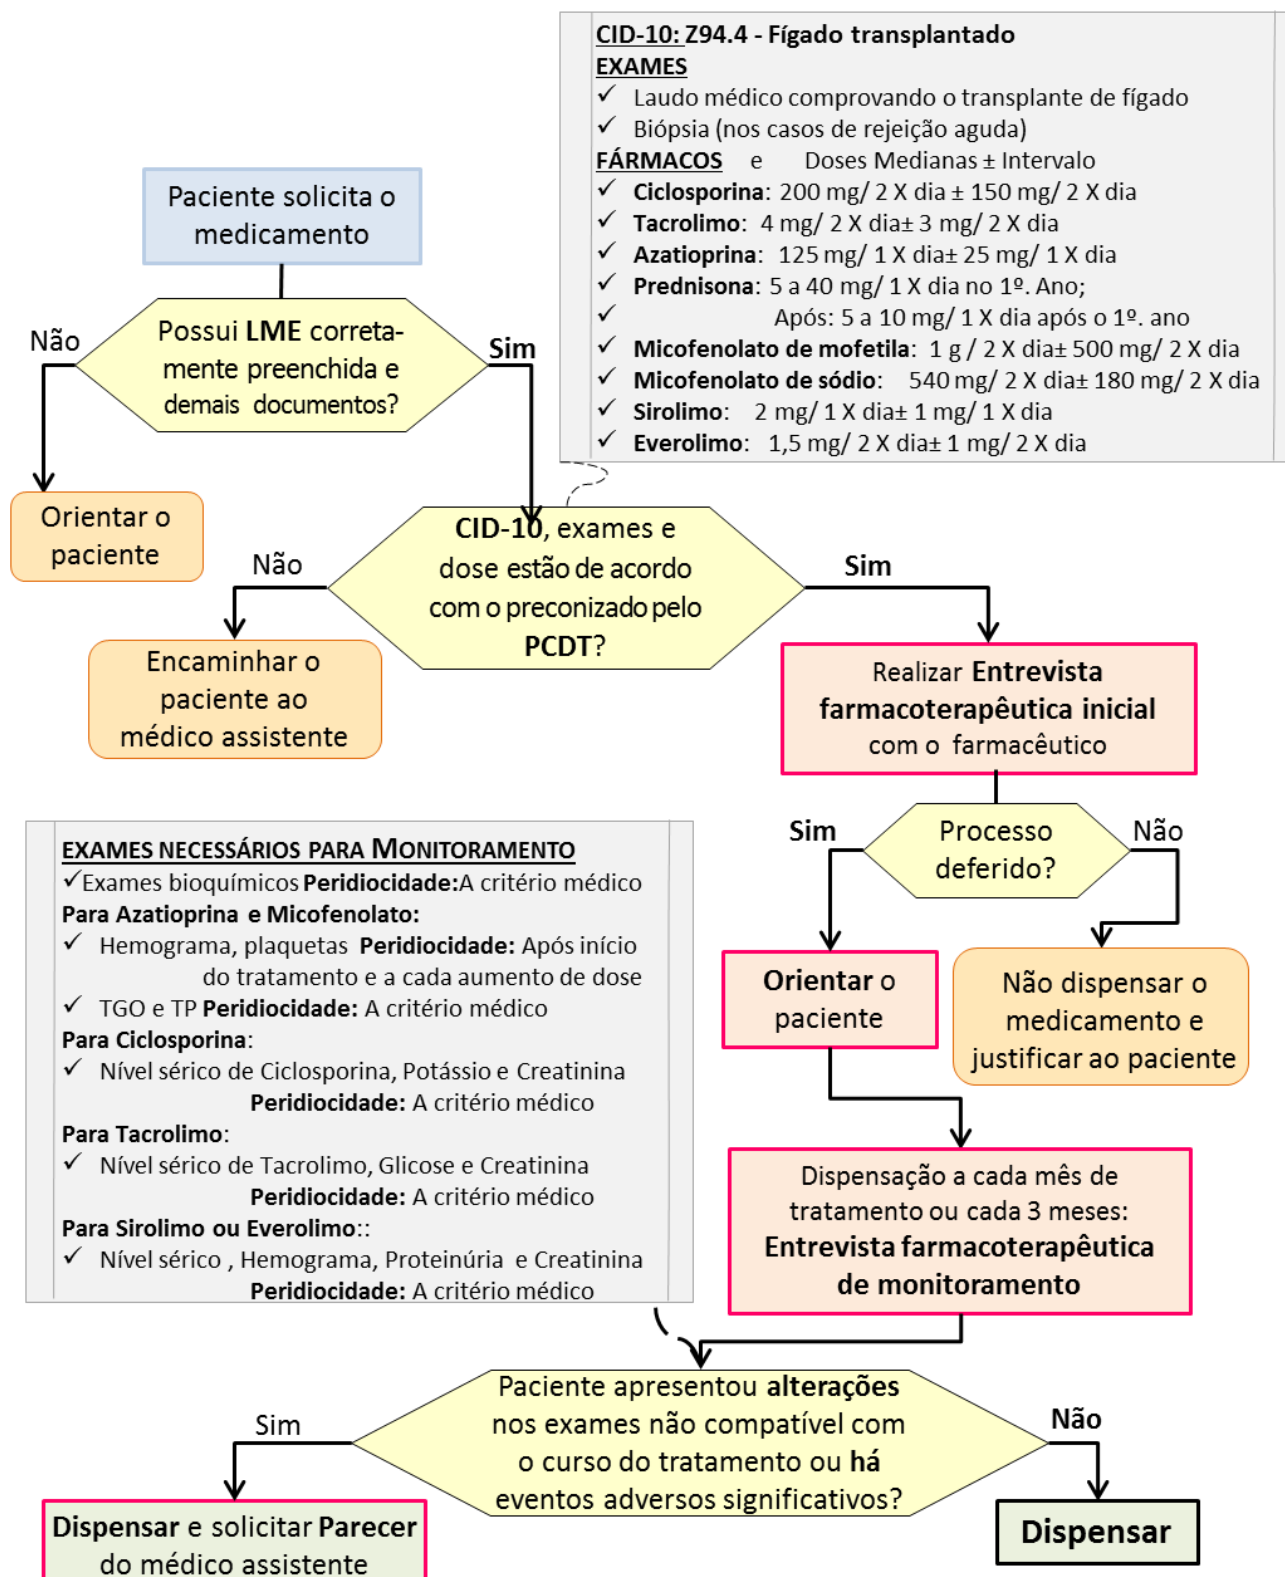 CID-10: Z94.4 - Fígado transplantado
EXAMES
✓ Laudo médico comprovando o transplante de fígado
✓ Biópsia (nos casos de rejeição aguda)
FÁRMACOS e Doses Medianas ± Intervalo
✓ Ciclosporina: 200 mg/ 2 X dia ± 150 mg/ 2 X dia
✓ Tacrolimo: 4 mg/ 2 X dia± 3 mg/ 2 X dia
✓ Azatioprina: 125 mg/ 1 X dia± 25 mg/ 1 X dia
✓ Prednisona: 5 a 40 mg/ 1 X dia no 1º. Ano;
✓ Após: 5 a 10 mg/ 1 X dia após o 1º. ano
✓ Micofenolato de mofetila: 1 g / 2 X dia± 500 mg/ 2 X dia
✓ Micofenolato de sódio: 540 mg/ 2 X dia± 180 mg/ 2 X dia
✓ Sirolimo: 2 mg/ 1 X dia± 1 mg/ 1 X dia
✓ Everolimo: 1,5 mg/ 2 X dia± 1 mg/ 2 X dia
Paciente solicita o
medicamento
Possui LME correta-
mente preenchida e
demais documentos?
Não
Sim
Orientar o
paciente
CID-10, exames e
dose estão de acordo
com o preconizado pelo
PCDT?
Não
Sim
Encaminhar o
paciente ao
médico assistente
Realizar Entrevista
farmacoterapêutica inicial
com o farmacêutico
Processo
deferido?
Sim
Não
Orientar o
paciente
Não dispensar o
medicamento e
justificar ao paciente
Dispensação a cada mês de
tratamento ou cada 3 meses:
Entrevista farmacoterapêutica
de monitoramento
EXAMES NECESSÁRIOS PARA MONITORAMENTO
✓Exames bioquímicos Peridiocidade:A critério médico
Para Azatioprina e Micofenolato:
✓ Hemograma, plaquetas Peridiocidade: Após início
do tratamento e a cada aumento de dose
✓ TGO e TP Peridiocidade: A critério médico
Para Ciclosporina:
✓ Nível sérico de Ciclosporina, Potássio e Creatinina
Peridiocidade: A critério médico
Para Tacrolimo:
✓ Nível sérico de Tacrolimo, Glicose e Creatinina
Peridiocidade: A critério médico
Para Sirolimo ou Everolimo::
✓ Nível sérico , Hemograma, Proteinúria e Creatinina
Peridiocidade: A critério médico
Paciente apresentou alterações
nos exames não compatível com
o curso do tratamento ou há
eventos adversos significativos?
Sim
Não
Dispensar e solicitar Parecer
do médico assistente
Dispensar